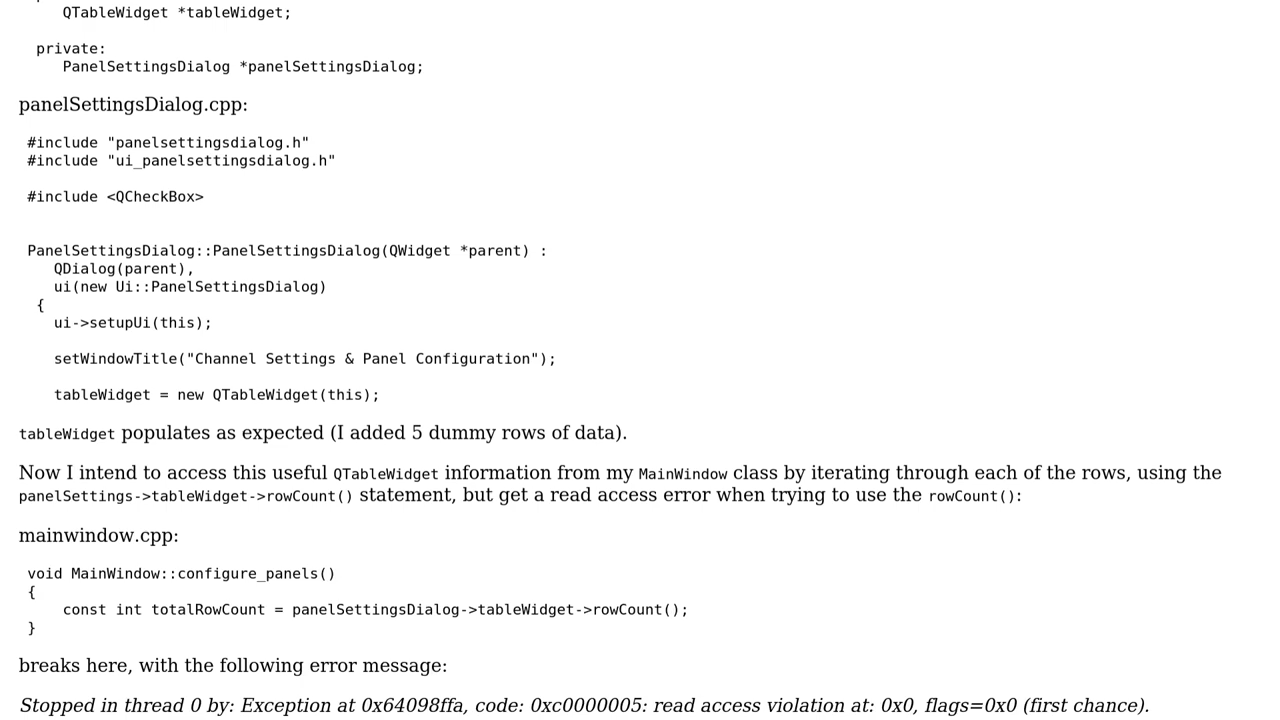 QTableWidget *tableWidget;
private:
PanelSettingsDialog *panelSettingsDialog;
panelSettingsDialog.cpp:
#include "panelsettingsdialog.h"
#include "ui_panelsettingsdialog.h"
#include <QCheckBox>
PanelSettingsDialog::PanelSettingsDialog(QWidget *parent) :
QDialog(parent),
ui(new Ui::PanelSettingsDialog)
{
ui->setupUi(this);
setWindowTitle("Channel Settings & Panel Configuration");
tableWidget = new QTableWidget(this);
tableWidget populates as expected (I added 5 dummy rows of data).
Now I intend to access this useful QTableWidget information from my MainWindow class by iterating through each of the rows, using the
panelSettings->tableWidget->rowCount() statement, but get a read access error when trying to use the rowCount():
mainwindow.cpp:
void MainWindow::configure_panels()
{
const int totalRowCount = panelSettingsDialog->tableWidget->rowCount();
}
breaks here, with the following error message:
Stopped in thread 0 by: Exception at 0x64098ffa, code: 0xc0000005: read access violation at: 0x0, flags=0x0 (first chance).